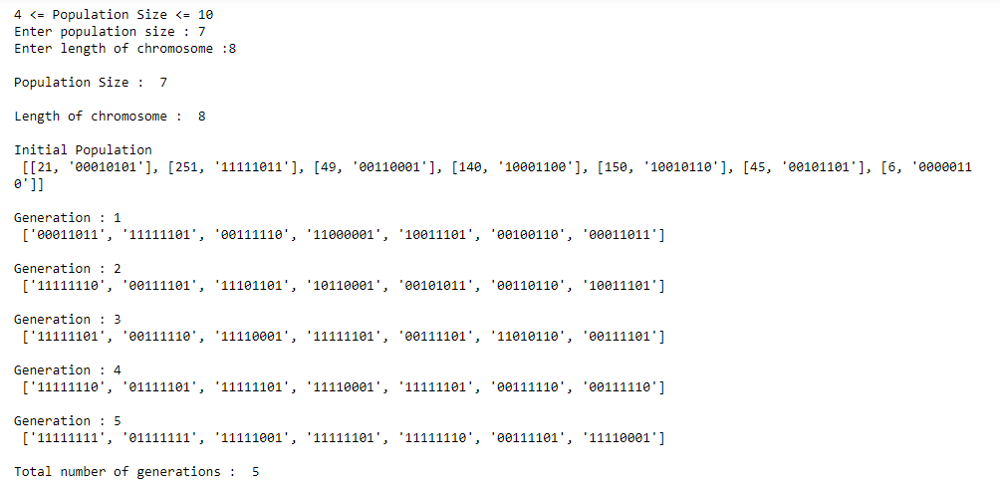 4 <= Population Size <= 10
Enter population size : 7
Enter length of chromosome :8
Population Size :  7
Length of chromosome :  8
Initial Population
[[21, '00010101'], [251, '11111011'], [49, '00110001'], [140, '10001100'], [150, '10010110'], [45, '00101101'], [6, '0000011
0']]
Generation : 1
['00011011', '11111101', '00111110', '11000001', '10011101', '00100110', '00011011']
Generation : 2
['11111110', '00111101', '11101101', '10110001', '00101011', '00110110', '10011101']
Generation : 3
['11111101', '00111110', '11110001', '11111101', '00111101', '11010110', '00111101']
Generation : 4
['11111110', '01111101', '11111101', '11110001', '11111101', '00111110', '00111110']
Generation : 5
['11111111', '01111111', '11111001', '11111101', '11111110', '00111101', '11110001']
Total number of generations :  5